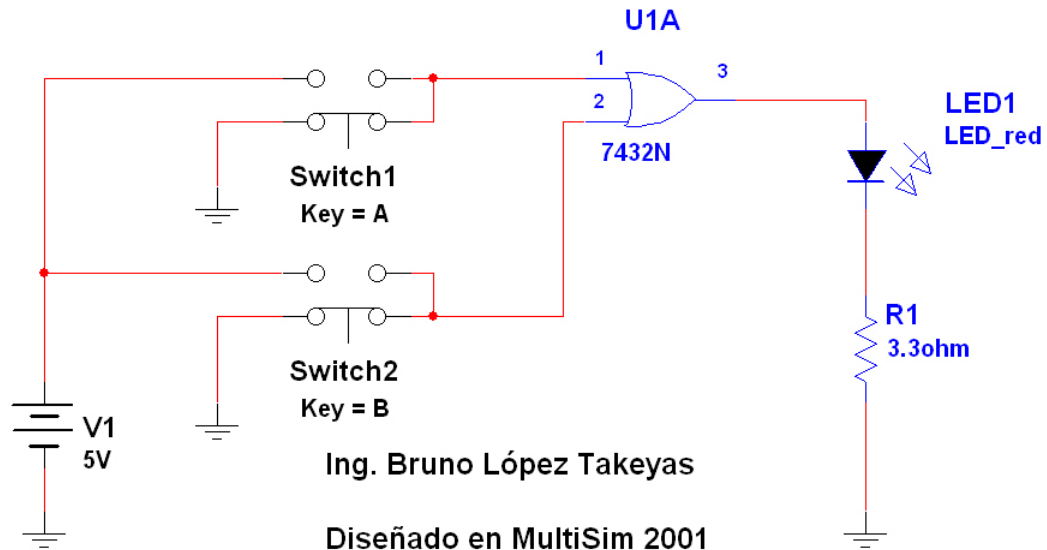 U1A
1
2
3
7432N
LED1
LED_red
Switch1
Key = A
Switch2
Key = B
R1
3.3ohm
V1
5V
Ing. Bruno López Takeyas
Diseñado en MultiSim 2001